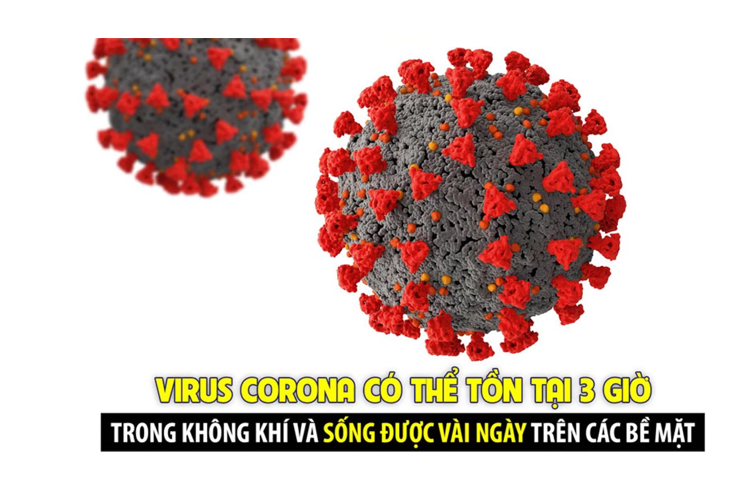 VIRUS CORONA CÓ THỂ TỒN TẠI 3 GIỜ
TRONG KHÔNG KHÍ VÀ SỐNG ĐƯỢC VÀI NGÀY TRÊN CÁC BỀ MẶT